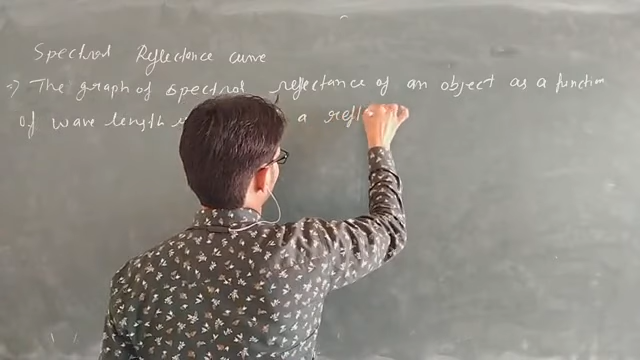 Spectral Reflectance curve
=> The graph of spectral reflectance of an object as a function
of wave length a refl